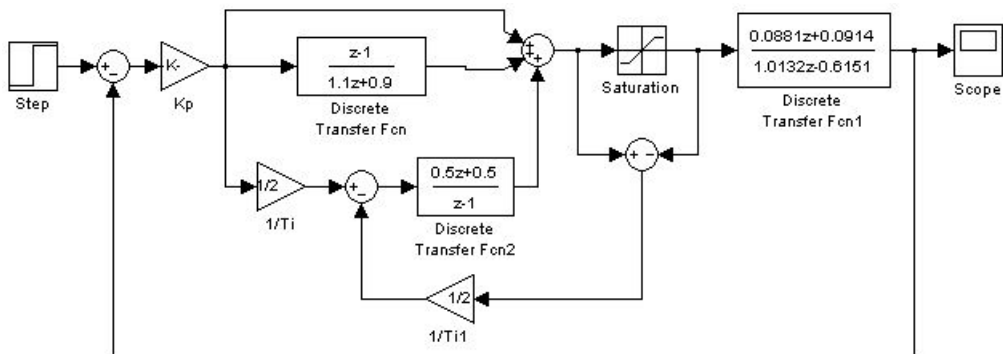 Step
K-
Kp
z-1
1.1z+0.9
Discrete
Transfer Fcn
Saturation
0.0881z+0.0914
1.0132z-0.6151
Discrete
Transfer Fcn1
Scope
1/2
1/Ti
0.5z+0.5
z-1
Discrete
Transfer Fcn2
1/2
1/Ti1